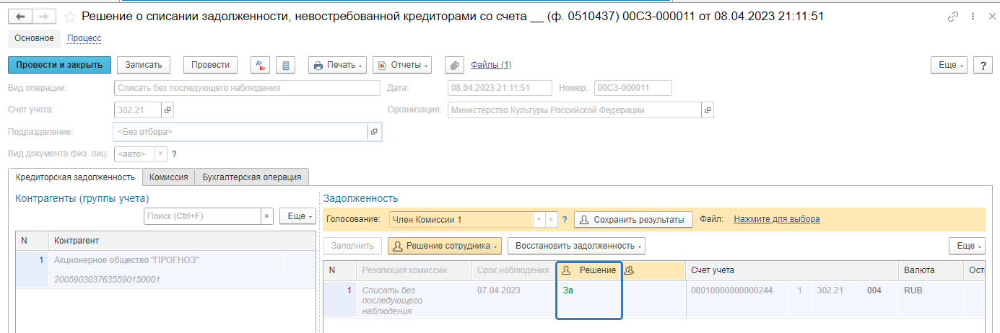 Решение о списании задолженности, невостребованной кредиторами со счета __ (ф. 0510437) 00СЗ-000011 от 08.04.2023 21:11:51
Основное Процесс
Провести и закрыть Записать Провести Дт Кт Печать Отчеты Файлы (1) Еще ?
Вид операции: Списать без последующего наблюдения Дата: 08.04.2023 21:11:51 Номер: 00СЗ-000011
Счет учета: 302.21 Организация: Министерство Культуры Российской Федерации
Подразделение: <Без отбора>
Вид документа физ. лиц: <авто> × ?
Кредиторская задолженность Комиссия Бухгалтерская операция
Контрагенты (группы учета) Задолженность
Поиск (Ctrl+F) × Еще
Голосование: Член Комиссии 1 × ? Сохранить результаты Файл: Нажмите для выбора
Заполнить Решение сотрудника Восстановить задолженность Еще
N Контрагент
1 Акционерное общество "ПРОГНОЗ"
2005903037635590150001
N Резолюция комиссии Срок наблюдения Решение Счет учета Валюта Оста
1 Списать без 07.04.2023 За 08010000000000244 1 302.21 004 RUB
последующего
наблюдения